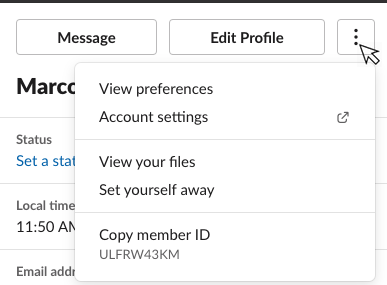 Message Edit Profile
Marco
View preferences
Account settings
Status
Set a stat
View your files
Set yourself away
Local time
11:50 AM
Copy member ID
ULFRW43KM
Email addr